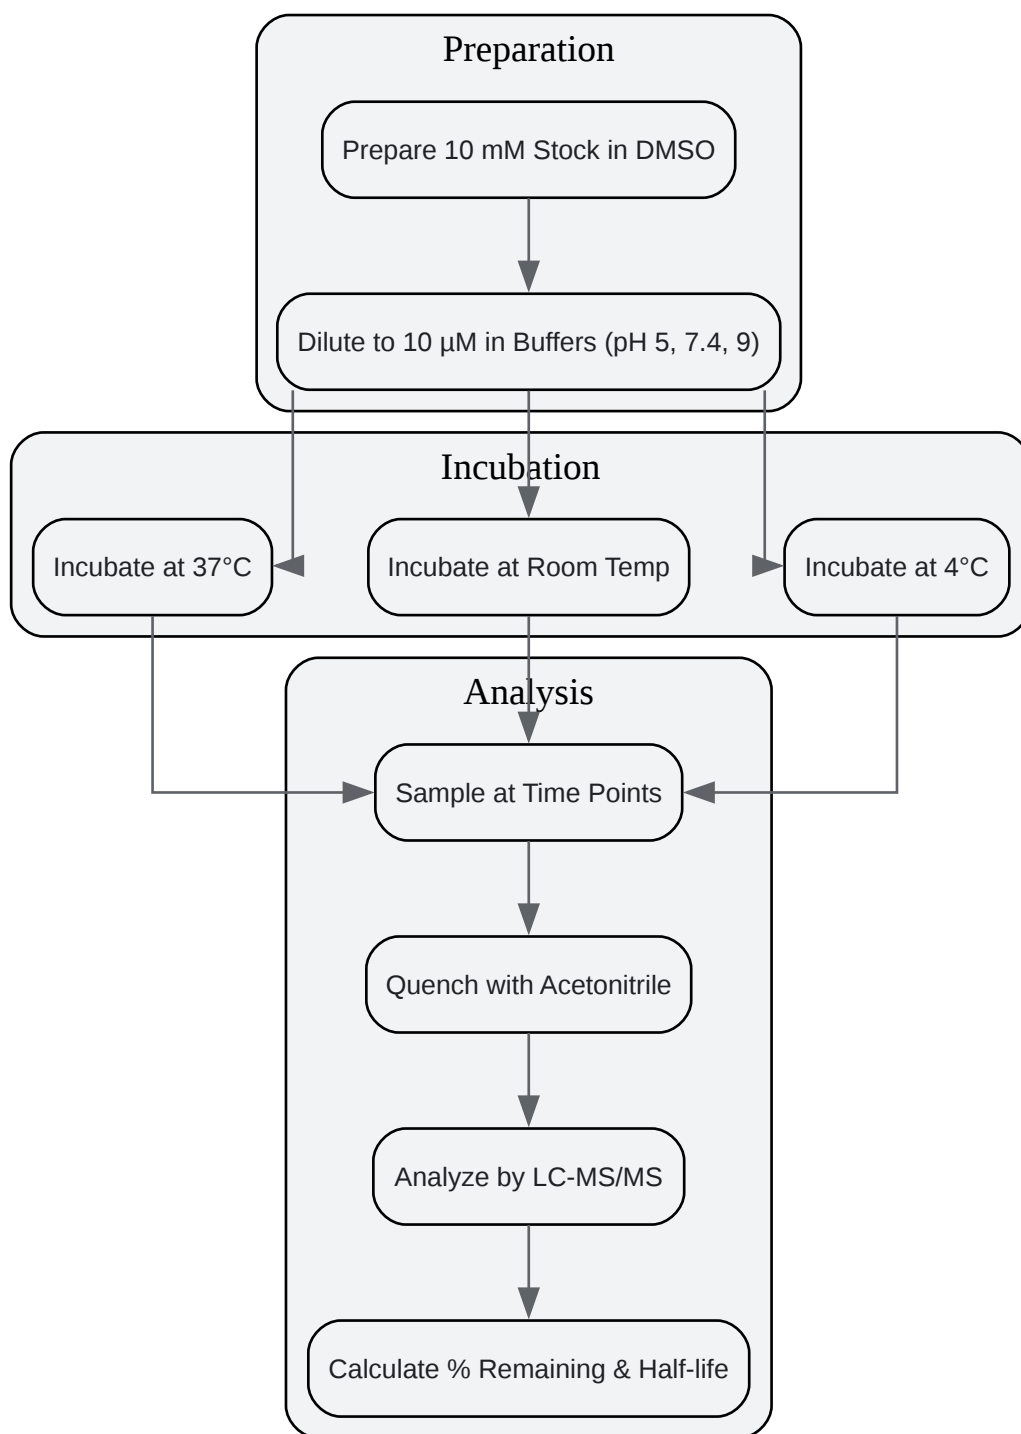 Preparation
Prepare 10 mM Stock in DMSO
Dilute to 10 µM in Buffers (pH 5, 7.4, 9)
Incubation
Incubate at 37°C
Incubate at Room Temp
Incubate at 4°C
Analysis
Sample at Time Points
Quench with Acetonitrile
Analyze by LC-MS/MS
Calculate % Remaining & Half-life